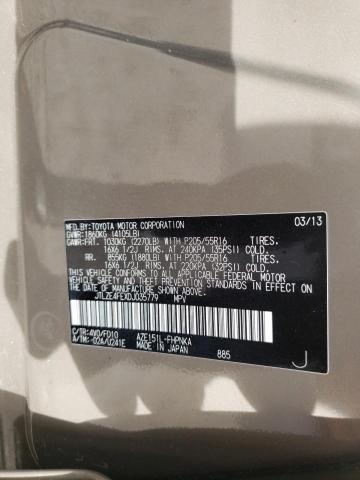 MFD.BY:TOYOTA MOTOR CORPORATION 03/13
GVWR:1860KG (4105LB)
GAWR:FRT. 1030KG (2270LB) WITH P205/55R16 TIRES.
16X6 1/2J RIMS, AT 240KPA (35PSI) COLD.
RR. 855KG (1880LB) WITH P205/55R16 TIRES.
16X6 1/2J RIMS, AT 220KPA (32PSI) COLD.
THIS VEHICLE CONFORMS TO ALL APPLICABLE FEDERAL MOTOR
VEHICLE SAFETY AND THEFT PREVENTION STANDARDS IN EFFECT ON
THE DATE OF MANUFACTURE SHOWN ABOVE.
JTLZE4FEXDJ035779 MPV
C/TR:4V0/FD10 AZE151L-FHPNKA
A/TM:-02A/U241E MADE IN JAPAN 885 J